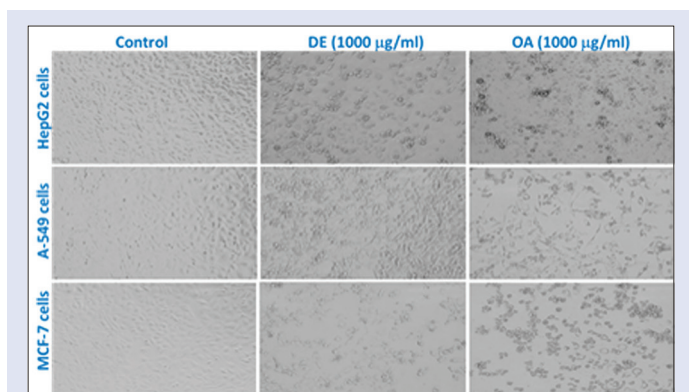 Control DE (1000 µg/ml) OA (1000 µg/ml)
HepG2 cells
A-549 cells
MCF-7 cells